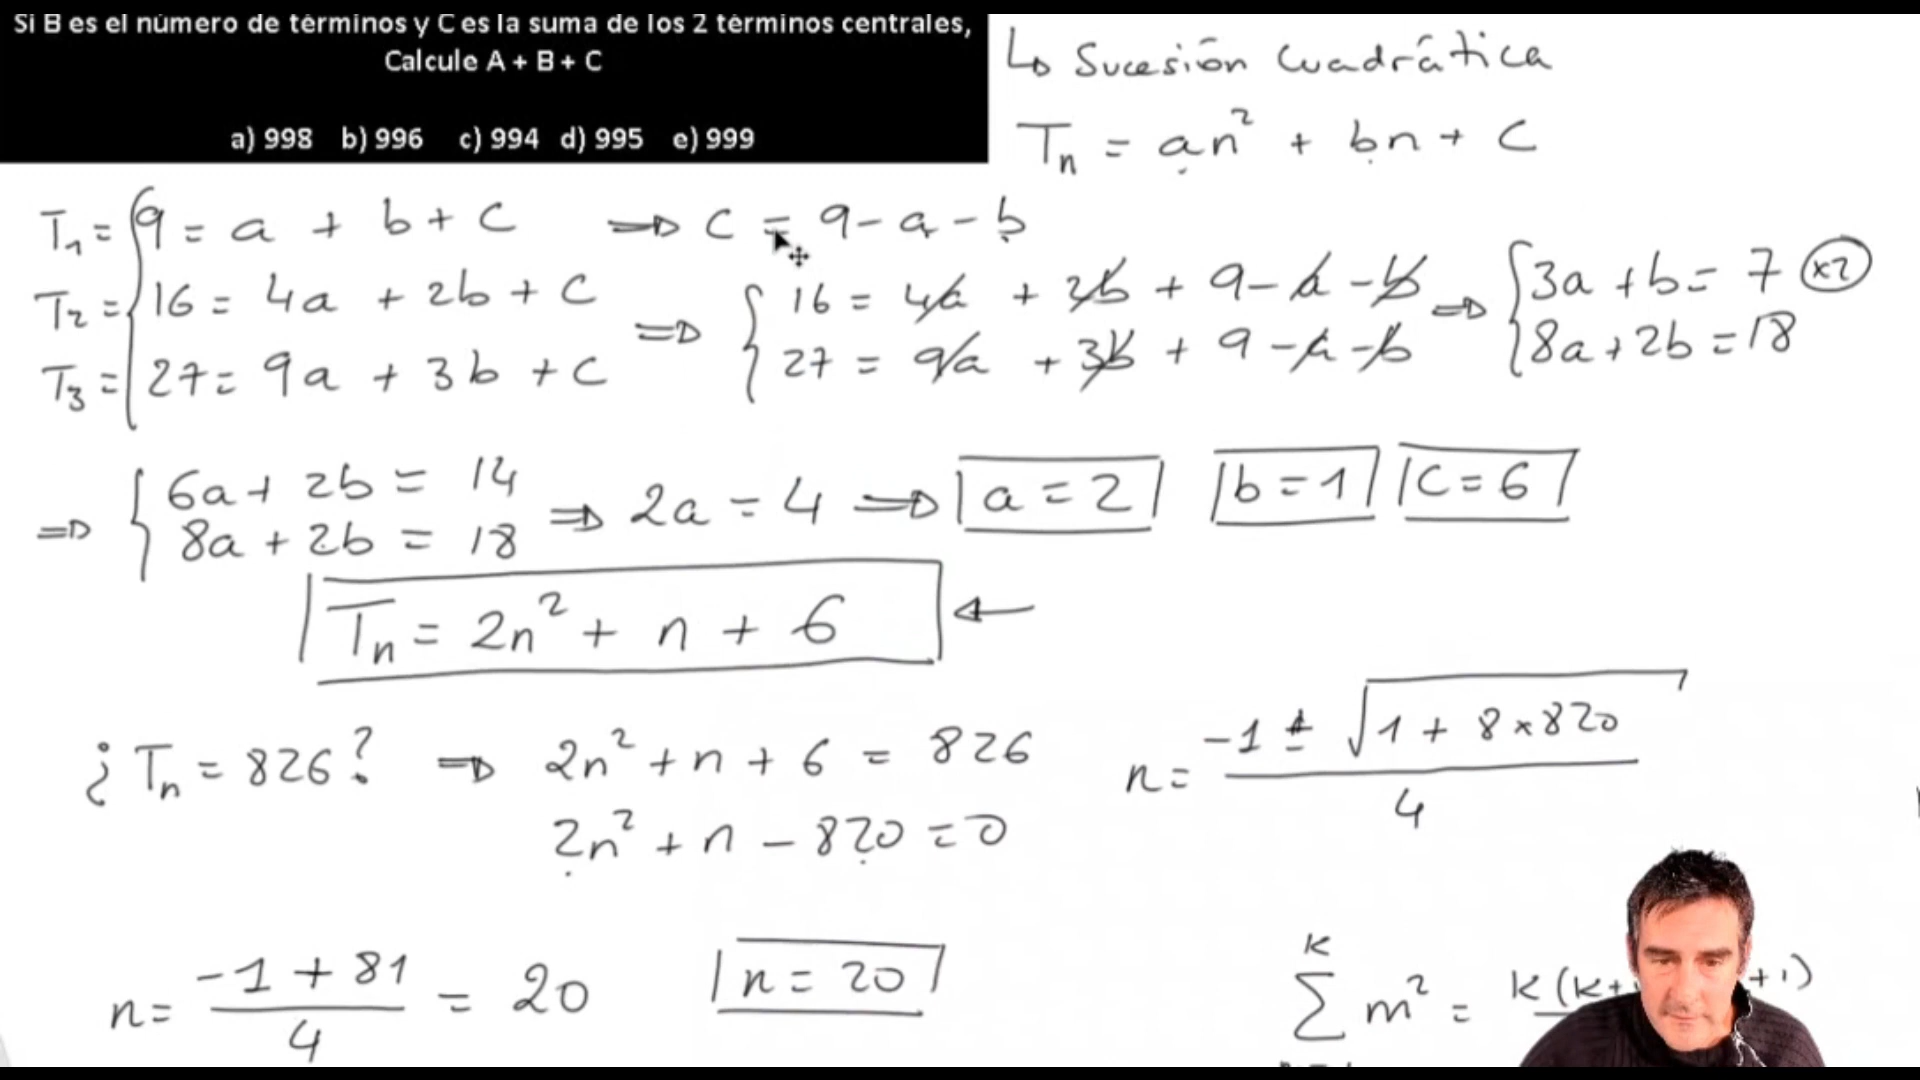 Si B es el número de términos y C es la suma de los 2 términos centrales,
Calcule A + B + C
a) 998 b) 996 c) 994 d) 995 e) 999
↳ Sucesión cuadrática
Tn = an² + bn + c
T1 = 9 = a + b + c ⇒ c = 9 - a - b
T2 = 16 = 4a + 2b + c
T3 = 27 = 9a + 3b + c
⇒ { 16 = 4a + 2b + 9 - a - b
27 = 9a + 3b + 9 - a - b
⇒ { 3a + b = 7 (x2)
8a + 2b = 18
⇒ { 6a + 2b = 14
8a + 2b = 18
⇒ 2a = 4 ⇒ a = 2 b = 1 c = 6
Tn = 2n² + n + 6 ←
¿Tn = 826? ⇒ 2n² + n + 6 = 826
2n² + n - 820 = 0
n = (-1 ± √(1 + 8×820)) / 4
n = (-1 + 81) / 4 = 20 n = 20
K
∑ m² = K(K+ +1)